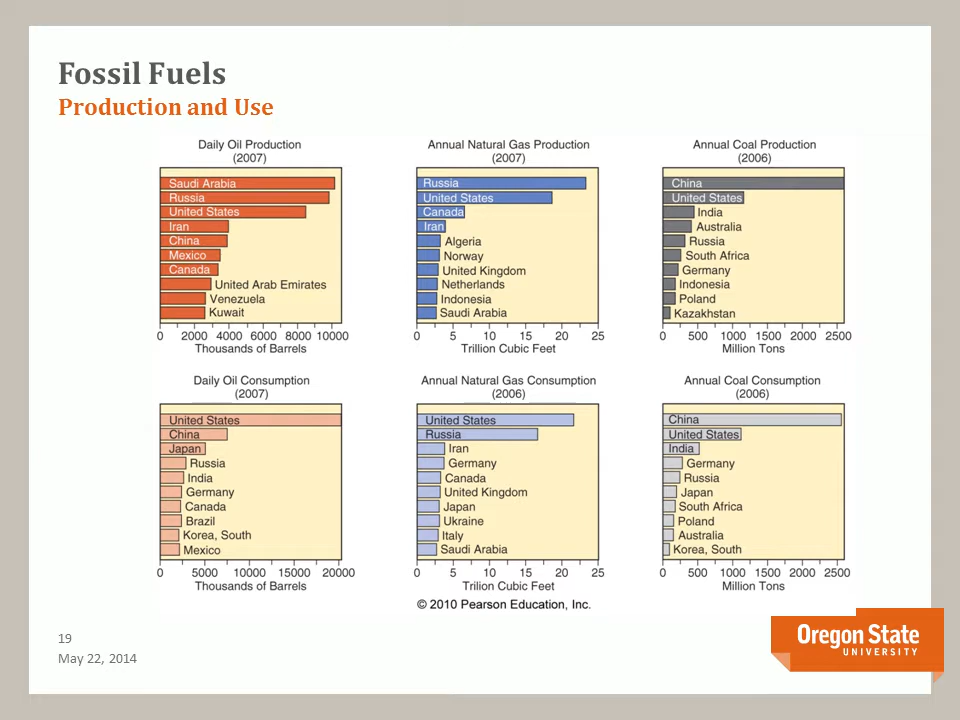 Fossil Fuels
Production and Use
Daily Oil Production
(2007)
Saudi Arabia
Russia
United States
Iran
China
Mexico
Canada
United Arab Emirates
Venezuela
Kuwait
0 2000 4000 6000 8000 10000
Thousands of Barrels
Annual Natural Gas Production
(2007)
Russia
United States
Canada
Iran
Algeria
Norway
United Kingdom
Netherlands
Indonesia
Saudi Arabia
0 5 10 15 20 25
Trillion Cubic Feet
Annual Coal Production
(2006)
China
United States
India
Australia
Russia
South Africa
Germany
Indonesia
Poland
Kazakhstan
0 500 1000 1500 2000 2500
Million Tons
Daily Oil Consumption
(2007)
United States
China
Japan
Russia
India
Germany
Canada
Brazil
Korea, South
Mexico
0 5000 10000 15000 20000
Thousands of Barrels
Annual Natural Gas Consumption
(2006)
United States
Russia
Iran
Germany
Canada
United Kingdom
Japan
Ukraine
Italy
Saudi Arabia
0 5 10 15 20 25
Trilion Cubic Feet
Annual Coal Consumption
(2006)
China
United States
India
Germany
Russia
Japan
South Africa
Poland
Australia
Korea, South
0 500 1000 1500 2000 2500
Million Tons
© 2010 Pearson Education, Inc.
19
May 22, 2014
Oregon State
UNIVERSITY